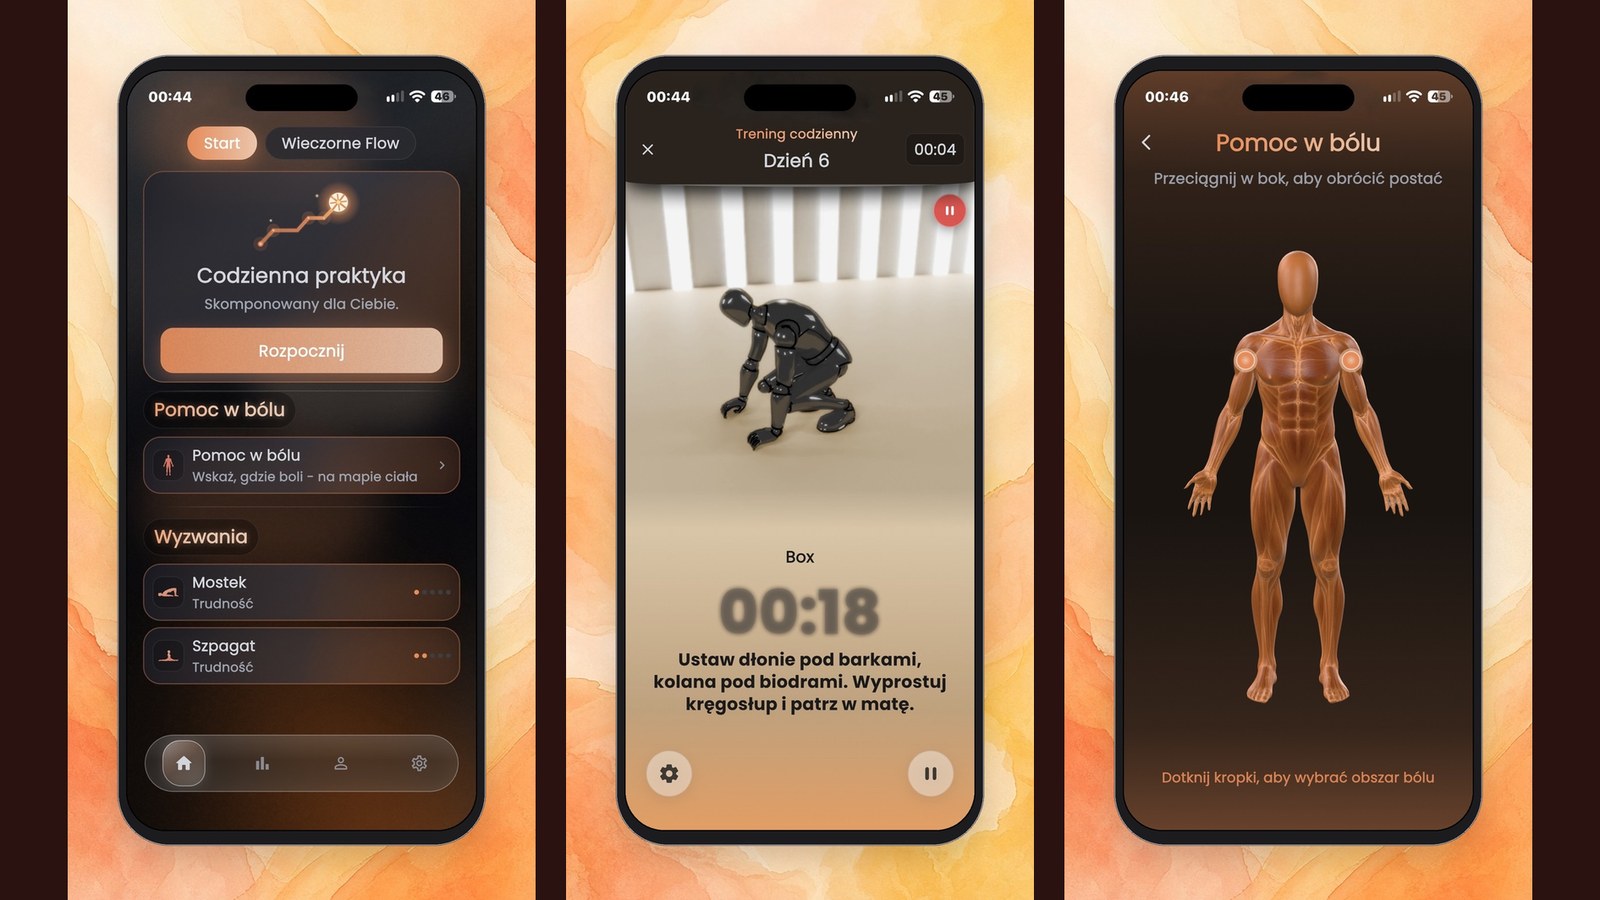 00:44
46
Start
Wieczorne Flow
Codzienna praktyka
Skomponowany dla Ciebie.
Rozpocznij
Pomoc w bólu
Pomoc w bólu
Wskaż, gdzie boli - na mapie ciała
Wyzwania
Mostek
Trudność
Szpagat
Trudność
00:44
45
Trening codzienny
Dzień 6
00:04
Box
00:18
Ustaw dłonie pod barkami,
kolana pod biodrami. Wyprostuj
kręgosłup i patrz w matę.
00:46
45
Pomoc w bólu
Przeciągnij w bok, aby obrócić postać
Dotknij kropki, aby wybrać obszar bólu